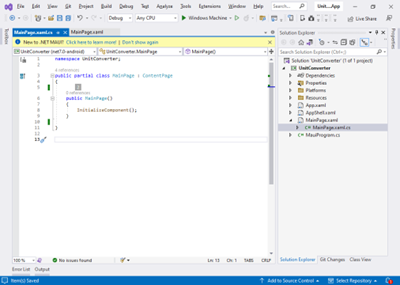 File Edit View Git Project Build Debug Test Analyze Tools Extensions Window Help Search Unit....App
Debug Any CPU Windows Machine Live Share
MainPage.xaml.cs MainPage.xaml
New to .NET MAUI? Click here to learn more! | Don't show again
UnitConverter (net7.0-android) UnitConverter.MainPage MainPage()
1 namespace UnitConverter;
2
3 public partial class MainPage : ContentPage
4 {
5
6 public MainPage()
7 {
8 InitializeComponent();
9 }
10
11 }
12
13
100 % No issues found Ln: 13 Ch: 1 TABS CRLF
Error List Output
Item(s) Saved Add to Source Control Select Repository
Toolbox
Solution Explorer
Search Solution Explorer
Solution 'UnitConverter' (1 of 1 project)
UnitConverter
Dependencies
Properties
Platforms
Resources
App.xaml
AppShell.xaml
MainPage.xaml
MainPage.xaml.cs
MauiProgram.cs
Solution Explorer Git Changes Class View
Properties